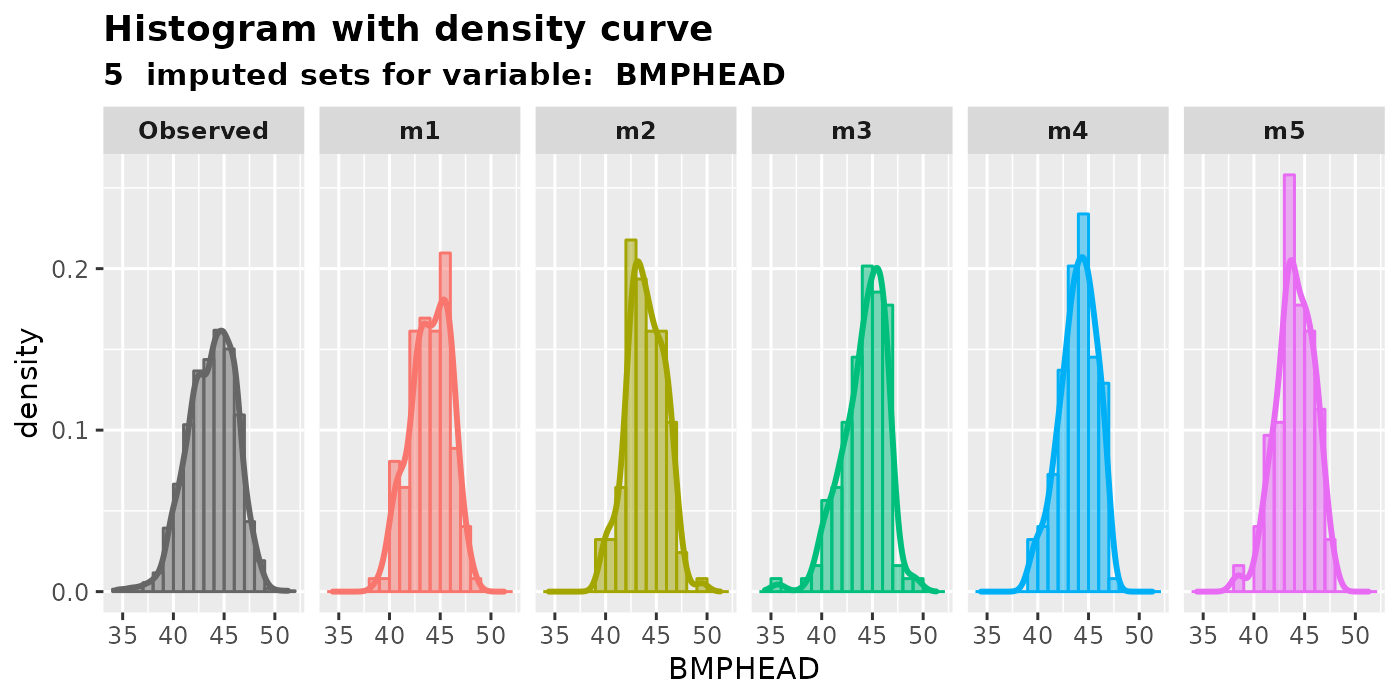 Histogram with density curve
5 imputed sets for variable: BMPHEAD
Observed m1 m2 m3 m4 m5
density
0.2
0.1
0.0
35 40 45 50 35 40 45 50 35 40 45 50 35 40 45 50 35 40 45 50 35 40 45 50
BMPHEAD